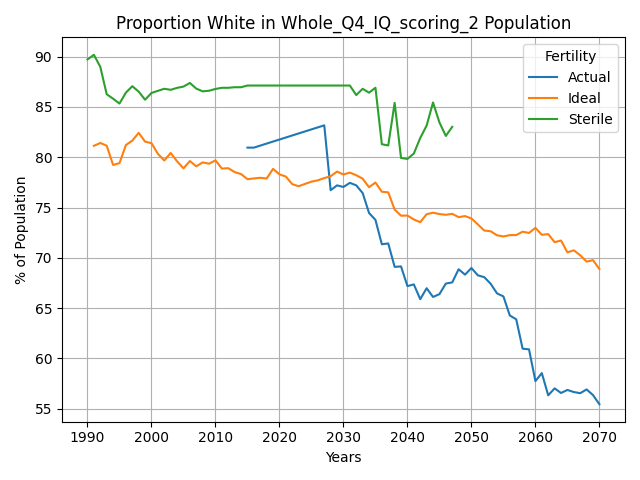 Proportion White in Whole_Q4_IQ_scoring_2 Population
Fertility
Actual
Ideal
Sterile
% of Population
90
85
80
75
70
65
60
55
1990
2000
2010
2020
2030
2040
2050
2060
2070
Years